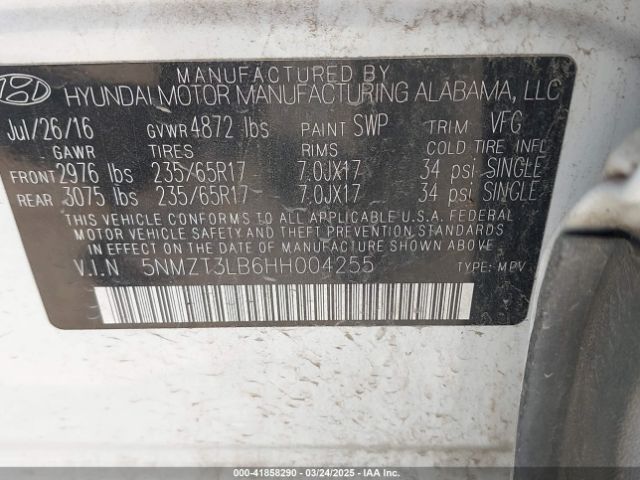 MANUFACTURED BY
HYUNDAI MOTOR MANUFACTURING ALABAMA, LLC
Jul/26/16 GVWR 4872 lbs PAINT SWP TRIM VFG
GAWR TIRES RIMS COLD TIRE INFL
FRONT 2976 lbs 235/65R17 7.0JX17 34 psi SINGLE
REAR 3075 lbs 235/65R17 7.0JX17 34 psi SINGLE
THIS VEHICLE CONFORMS TO ALL APPLICABLE U.S.A. FEDERAL
MOTOR VEHICLE SAFETY, BUMPER, AND THEFT PREVENTION
STANDARDS IN EFFECT ON THE DATE OF MANUFACTURE SHOWN ABOVE.
V.I.N 5NMZT3LB6HH004255 TYPE: MPV
000-41858290 - 03/24/2025 - IAA Inc.